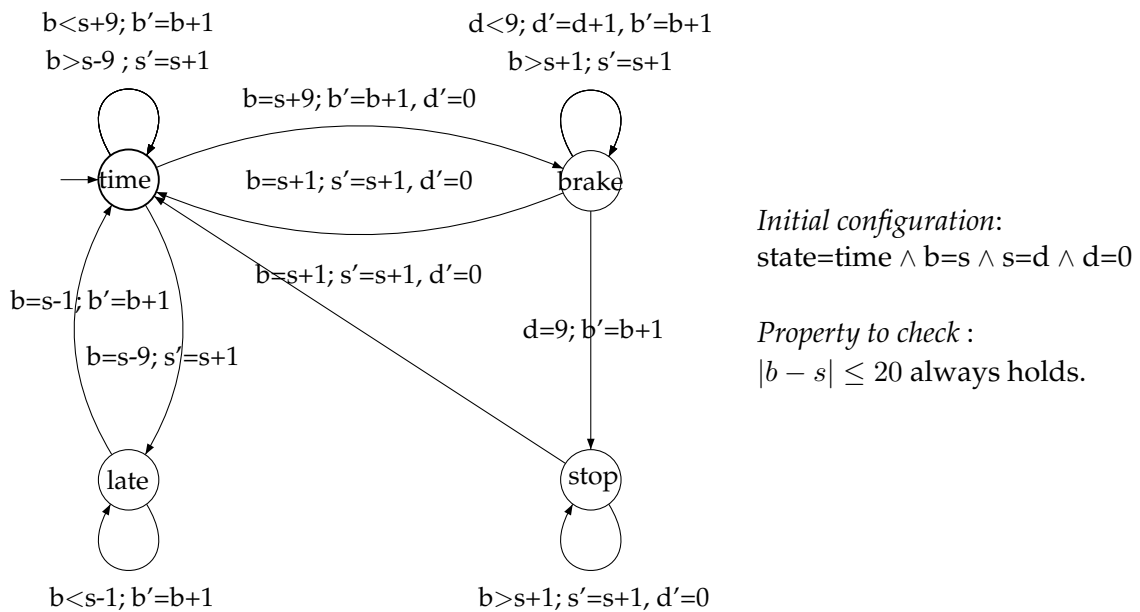 b<s+9; b'=b+1
b>s-9 ; s'=s+1
d<9; d'=d+1, b'=b+1
b>s+1; s'=s+1
b=s+9; b'=b+1, d'=0
time
b=s+1; s'=s+1, d'=0
brake
Initial configuration:
state=time ∧ b=s ∧ s=d ∧ d=0
b=s+1; s'=s+1, d'=0
b=s-1; b'=b+1
d=9; b'=b+1
Property to check :
b=s-9; s'=s+1
|b − s| ≤ 20 always holds.
late
stop
b<s-1; b'=b+1
b>s+1; s'=s+1, d'=0